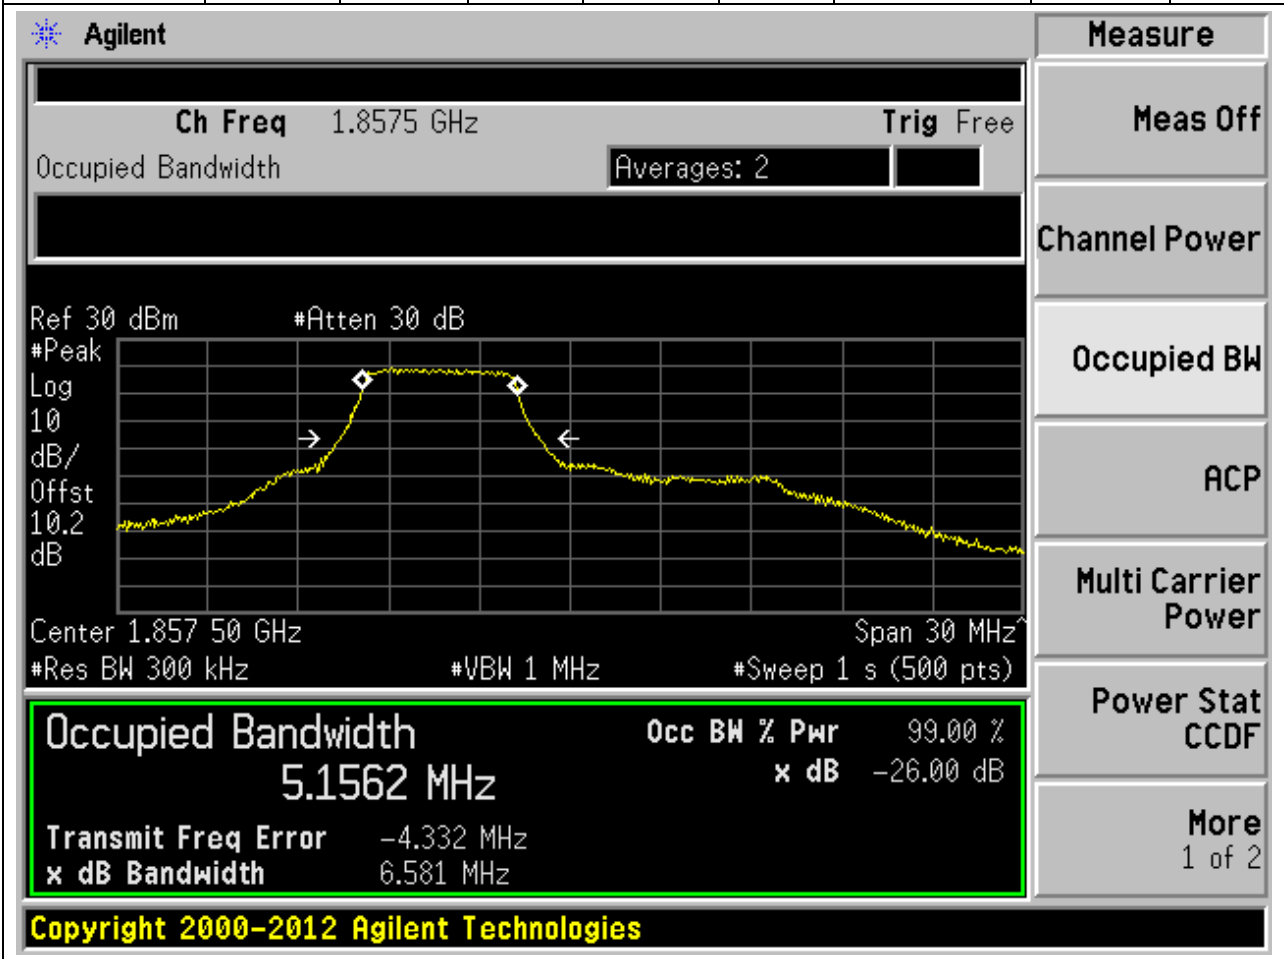 Agilent
Measure
Ch Freq 1.8575 GHz Trig Free
Occupied Bandwidth Averages: 2
Ref 30 dBm #Atten 30 dB
#Peak
Log
10
dB/
Offst
10.2
dB
Center 1.857 50 GHz Span 30 MHz^
#Res BW 300 kHz #VBW 1 MHz #Sweep 1 s (500 pts)
Occupied Bandwidth Occ BW % Pwr 99.00 %
5.1562 MHz x dB -26.00 dB
Transmit Freq Error -4.332 MHz
x dB Bandwidth 6.581 MHz
Copyright 2000-2012 Agilent Technologies
Meas Off
Channel Power
Occupied BW
ACP
Multi Carrier
Power
Power Stat
CCDF
More
1 of 2